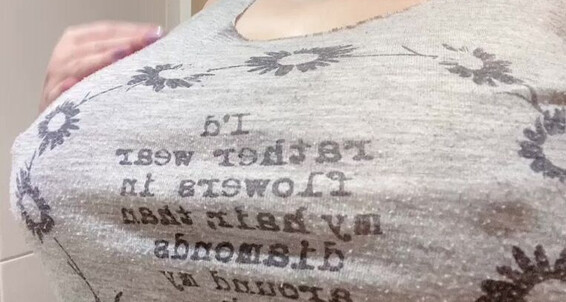 I'd
rather wear
flowers in
my hair, than
diamonds
around my